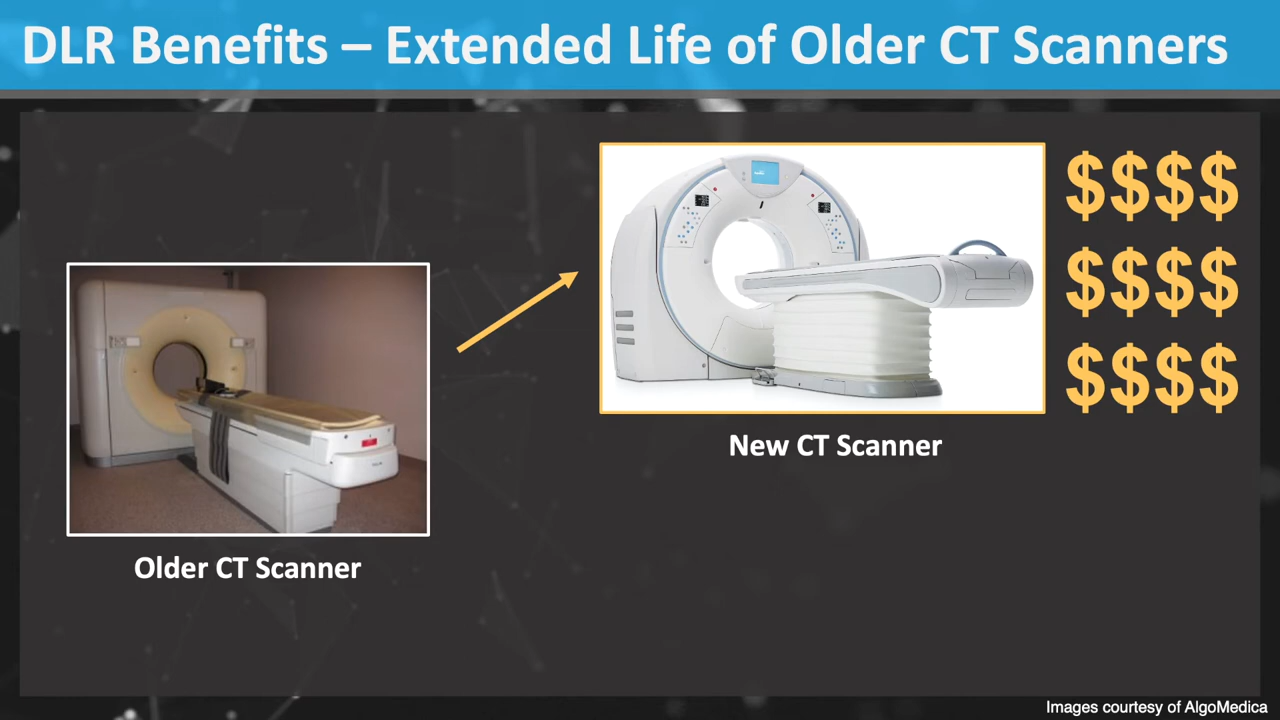 DLR Benefits – Extended Life of Older CT Scanners
$$$$
$$$$
$$$$
New CT Scanner
Older CT Scanner
Images courtesy of AlgoMedica